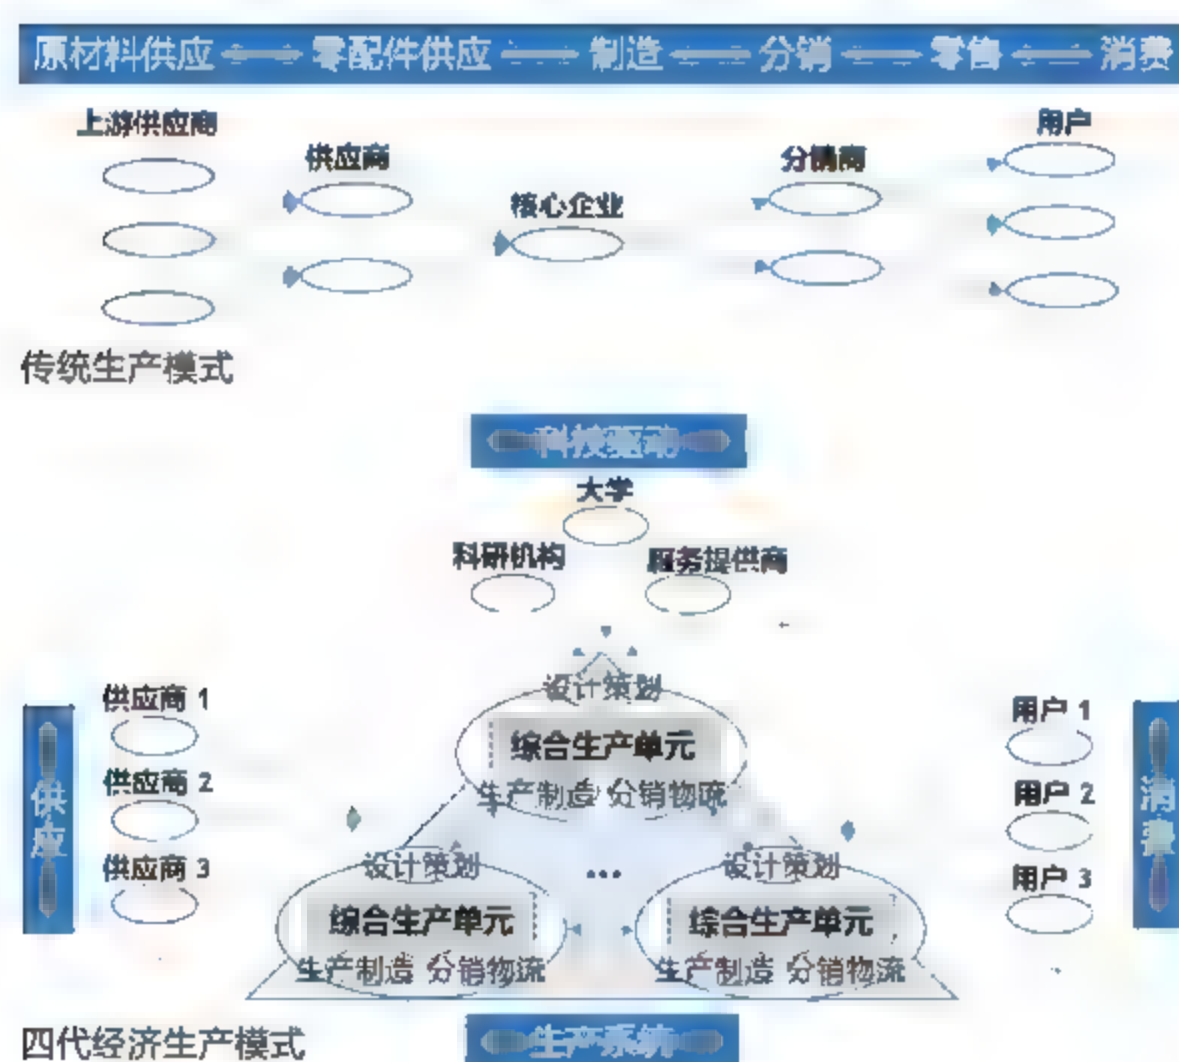 原材料供应 零配件供应 制造 分销 零售 消费
上游供应商
供应商
核心企业
分销商
用户
传统生产模式
科技驱动
大学
科研机构
服务提供商
设计策划
综合生产单元
生产制造 分销物流
供应商 1
供应商 2
供应商 3
供应
用户 1
用户 2
用户 3
消费
设计策划
...
设计策划
综合生产单元
综合生产单元
生产制造 分销物流
生产制造 分销物流
四代经济生产模式
生产系统